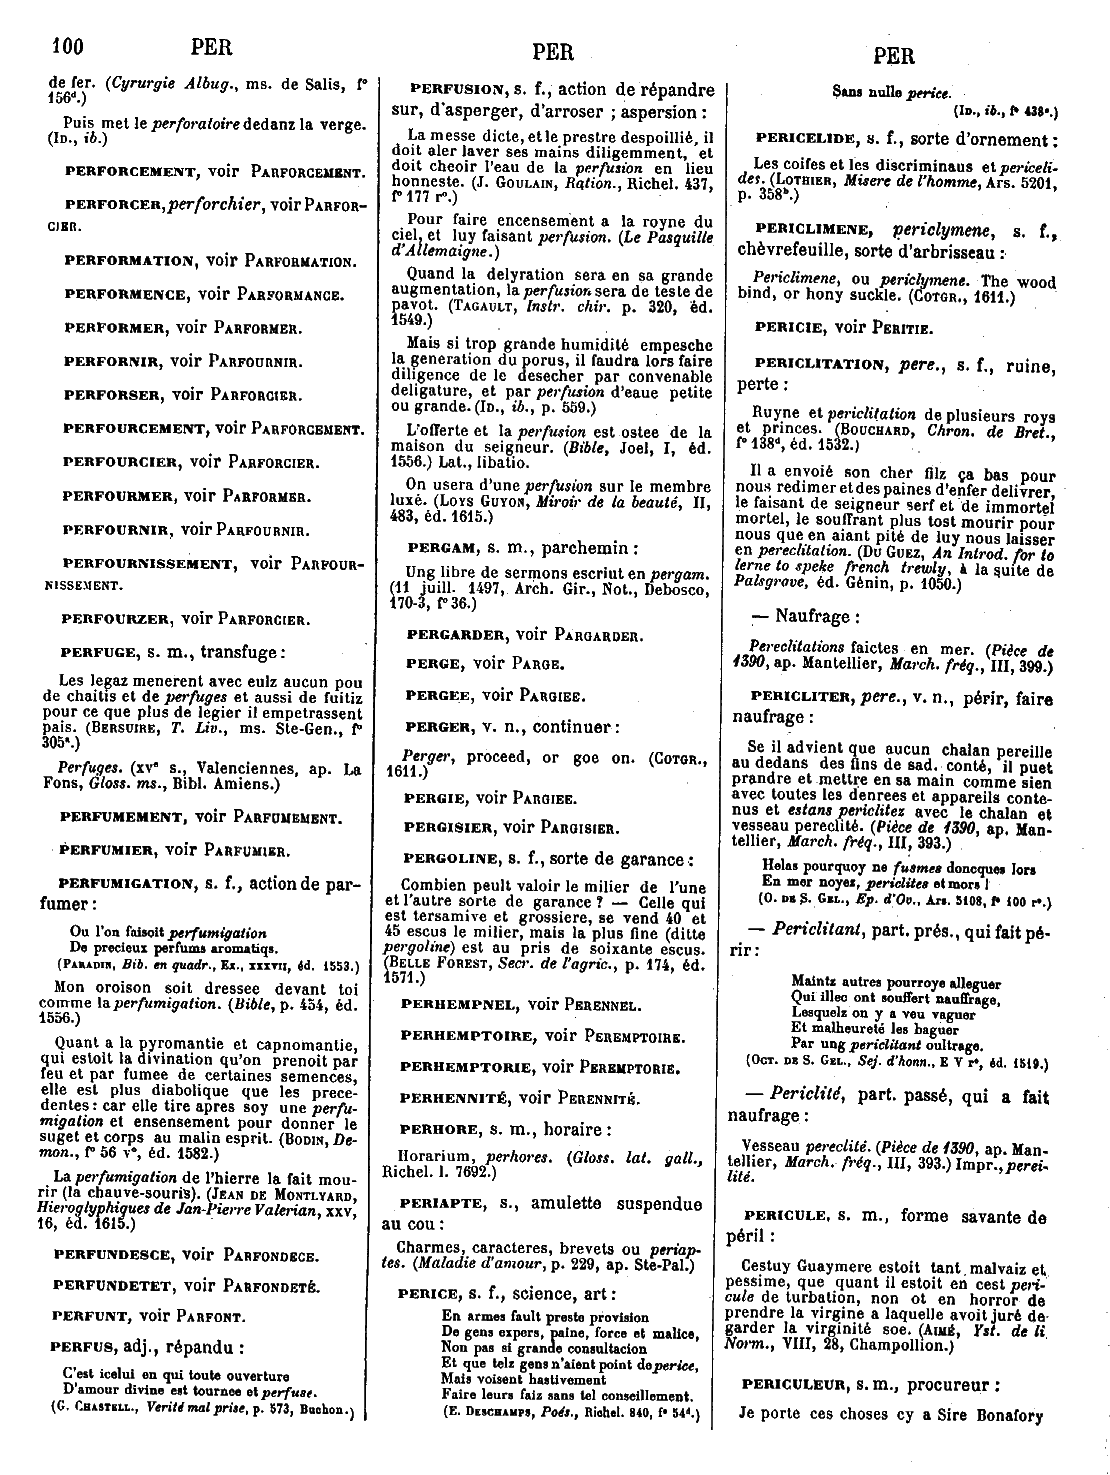 100 PER PER PER
de fer. (Cyrurgie Albug., ms. de Salis, f°
156ᵈ.)
Puis met le perforatoire dedanz la verge.
(ID., ib.)
PERFORCEMENT, voir PARFORCEMENT.
PERFORCER, perforchier, voir PARFOR-
CIER.
PERFORMATION, voir PARFORMATION.
PERFORMENCE, voir PARFORMANCE.
PERFORMER, voir PARFORMER.
PERFORNIR, voir PARFOURNIR.
PERFORSER, voir PARFORCIER.
PERFOURCEMENT, voir PARFORCEMENT.
PERFOURCIER, voir PARFORCIER.
PERFOURMER, voir PARFORMER.
PERFOURNIR, voir PARFOURNIR.
PERFOURNISSEMENT, voir PARFOUR-
NISSEMENT.
PERFOURZER, voir PARFORCIER.
PERFUGE, s. m., transfuge :
Les legaz menerent avec eulz aucun pou
de chaitis et de perfuges et aussi de fuitiz
pour ce que plus de legier il empetrassent
pais. (BERSUIRE, T. Liv., ms. Ste-Gen., f°
305ᵃ.)
Perfuges. (XVᵉ s., Valenciennes, ap. La
Fons, Gloss. ms., Bibl. Amiens.)
PERFUMEMENT, voir PARFUMEMENT.
PERFUMIER, voir PARFUMIER.
PERFUMIGATION, s. f., action de par-
fumer :
Ou l'on faisoit perfumigation
De precieux perfums aromatiqs.
(PARADIN, Bib. en quadr., Ex., XXXVII, éd. 1553.)
Mon oroison soit dressee devant toi
comme la perfumigation. (Bible, p. 454, éd.
1556.)
Quant a la pyromantie et capnomantie,
qui estoit la divination qu'on prenoit par
feu et par fumee de certaines semences,
elle est plus diabolique que les prece-
dentes : car elle tire apres soy une perfu-
migation et ensensement pour donner le
suget et corps au malin esprit. (BODIN, De-
mon., f° 56 v°, éd. 1582.)
La perfumigation de l'hierre la fait mou-
rir (la chauve-souris). (JEAN DE MONTLYARD,
Hieroglyphiques de Jan-Pierre Valerian, XXV,
16, éd. 1615.)
PERFUNDESCE, voir PARFONDECE.
PERFUNDETET, voir PARFONDETÉ.
PERFUNT, voir PARFONT.
PERFUS, adj., répandu :
C'est icelui en qui toute ouverture
D'amour divine est tournee et perfuse.
(G. CHASTELL., Verité mal prise, p. 573, Buchon.)
PERFUSION, s. f., action de répandre
sur, d'asperger, d'arroser ; aspersion :
La messe dicte, et le prestre despoillié, il
doit aler laver ses mains diligemment, et
doit cheoir l'eau de la perfusion en lieu
honneste. (J. GOULAIN, Ration., Richel. 437,
f° 177 r°.)
Pour faire encensement a la royne du
ciel, et luy faisant perfusion. (Le Pasquille
d'Allemaigne.)
Quand la delyration sera en sa grande
augmentation, la perfusion sera de teste de
pavot. (TAGAULT, Instr. chir. p. 320, éd.
1549.)
Mais si trop grande humidité empesche
la generation du porus, il faudra lors faire
diligence de le desecher par convenable
deligature, et par perfusion d'eaue petite
ou grande. (ID., ib., p. 559.)
L'offerte et la perfusion est ostee de la
maison du seigneur. (Bible, Joel, I, éd.
1556.) Lat., libatio.
On usera d'une perfusion sur le membre
luxé. (LOYS GUYON, Miroir de la beauté, II,
483, éd. 1615.)
PERGAM, s. m., parchemin :
Ung libre de sermons escriut en pergam.
(11 juill. 1497, Arch. Gir., Not., Debosco,
170-3, f° 36.)
PERGARDER, voir PARGARDER.
PERGE, voir PARGE.
PERGEE, voir PARGIEE.
PERGER, v. n., continuer :
Perger, proceed, or goe on. (COTGR.,
1611.)
PERGIE, voir PARGIEE.
PERGISIER, voir PARGISIER.
PERGOLINE, s. f., sorte de garance :
Combien peult valoir le milier de l'une
et l'autre sorte de garance ? — Celle qui
est tersamive et grossiere, se vend 40 et
45 escus le milier, mais la plus fine (ditte
pergoline) est au pris de soixante escus.
(BELLE FOREST, Secr. de l'agric., p. 174, éd.
1571.)
PERHEMPNEL, voir PERENNEL.
PERHEMPTOIRE, voir PEREMPTOIRE.
PERHEMPTORIE, voir PEREMPTORIE.
PERHENNITÉ, voir PERENNITÉ.
PERHORE, s. m., horaire :
Horarium, perhores. (Gloss. lat. gall.,
Richel. l. 7692.)
PERIAPTE, s., amulette suspendue
au cou :
Charmes, caracteres, brevets ou periap-
tes. (Maladie d'amour, p. 229, ap. Ste-Pal.)
PERICE, s. f., science, art :
En armes fault preste provision
De gens expers, paine, force et malice,
Non pas si grande consultacion
Et que telz gens n'aient point de perice,
Mais voisent hastivement
Faire leurs faiz sans tel conseillement.
(E. DESCHAMPS, Poés., Richel. 840, f° 54ᵈ.)
Sans nulle perice.
(ID., ib., f° 438ᵃ.)
PERICELIDE, s. f., sorte d'ornement :
Les coifes et les discriminaus et periceli-
des. (LOTHIER, Misere de l'homme, Ars. 5201,
p. 358ᵇ.)
PERICLIMENE, periclymene, s. f.,
chèvrefeuille, sorte d'arbrisseau :
Periclimene, ou periclymene. The wood
bind, or hony suckle. (COTGR., 1611.)
PERICIE, voir PERITIE.
PERICLITATION, pere., s. f., ruine,
perte :
Ruyne et periclitation de plusieurs roys
et princes. (BOUCHARD, Chron. de Bret.,
f° 138ᵈ, éd. 1532.)
Il a envoié son cher filz ça bas pour
nous redimer et des paines d'enfer delivrer,
le faisant de seigneur serf et de immortel
mortel, le souffrant plus tost mourir pour
nous que en aiant pité de luy nous laisser
en pereclitation. (DU GUEZ, An Introd. for to
lerne to speke french trewly, à la suite de
Palsgrave, éd. Génin, p. 1050.)
— Naufrage :
Pereclitations faictes en mer. (Pièce de
1390, ap. Mantellier, March. fréq., III, 399.)
PERICLITER, pere., v. n., périr, faire
naufrage :
Se il advient que aucun chalan pereille
au dedans des fins de sad. conté, il puet
prandre et mettre en sa main comme sien
avec toutes les denrees et appareils conte-
nus et estans periclitez avec le chalan et
vesseau pereclité. (Pièce de 1390, ap. Man-
tellier, March. fréq., III, 393.)
Helas pourquoy ne fusmes doncques lors
En mer noyez, periclites et mors !
(O. DE S. GEL., Ep. d'Ov., Ars. 5108, f° 100 r°.)
— Periclitant, part. prés., qui fait pé-
rir :
Maintz autres pourroye alleguer
Qui illec ont souffert nauffrage,
Lesquelz on y a veu vaguer
Et malheureté les baguer
Par ung periclitant oultrage.
(OCT. DE S. GEL., Sej. d'honn., E V r°, éd. 1519.)
— Periclité, part. passé, qui a fait
naufrage :
Vesseau pereclité. (Pièce de 1390, ap. Man-
tellier, March. fréq., III, 393.) Impr., perei-
lité.
PERICULE, s. m., forme savante de
péril :
Cestuy Guaymere estoit tant malvaiz et
pessime, que quant il estoit en cest peri-
cule de turbation, non ot en horror de
prendre la virgine a laquelle avoit juré de
garder la virginité soe. (AIMÉ, Yst. de li
Norm., VIII, 28, Champollion.)
PERICULEUR, s. m., procureur :
Je porte ces choses cy a Sire Bonafory